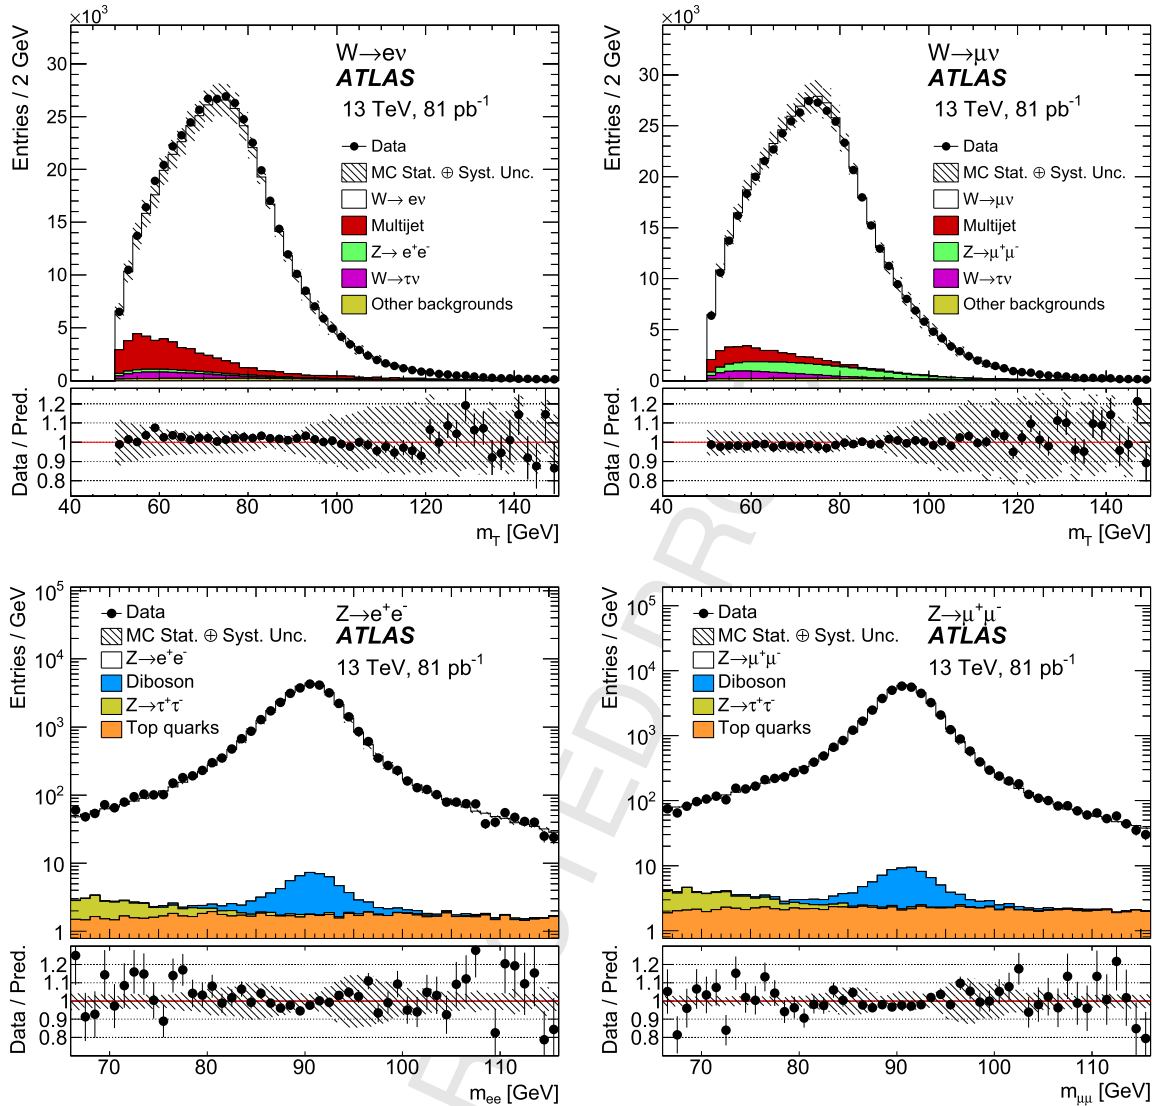 ×10³
Entries / 2 GeV
30
25
20
15
10
5
0
W→eν
ATLAS
13 TeV, 81 pb⁻¹
Data
MC Stat. ⊕ Syst. Unc.
W→ eν
Multijet
Z→ e⁺e⁻
W→τν
Other backgrounds
Data / Pred.
1.2
1.1
1
0.9
0.8
40 60 80 100 120 140
m_T [GeV]
×10³
Entries / 2 GeV
30
25
20
15
10
5
0
W→μν
ATLAS
13 TeV, 81 pb⁻¹
Data
MC Stat. ⊕ Syst. Unc.
W→μν
Multijet
Z→μ⁺μ⁻
W→τν
Other backgrounds
Data / Pred.
1.2
1.1
1
0.9
0.8
40 60 80 100 120 140
m_T [GeV]
Entries / GeV
10⁵
10⁴
10³
10²
10
1
Data
MC Stat. ⊕ Syst. Unc.
Z→e⁺e⁻
Diboson
Z→τ⁺τ⁻
Top quarks
Z→e⁺e⁻
ATLAS
13 TeV, 81 pb⁻¹
Data / Pred.
1.2
1.1
1
0.9
0.8
70 80 90 100 110
m_ee [GeV]
Entries / GeV
10⁵
10⁴
10³
10²
10
1
Data
MC Stat. ⊕ Syst. Unc.
Z→μ⁺μ⁻
Diboson
Z→τ⁺τ⁻
Top quarks
Z→μ⁺μ⁻
ATLAS
13 TeV, 81 pb⁻¹
Data / Pred.
1.2
1.1
1
0.9
0.8
70 80 90 100 110
m_μμ [GeV]